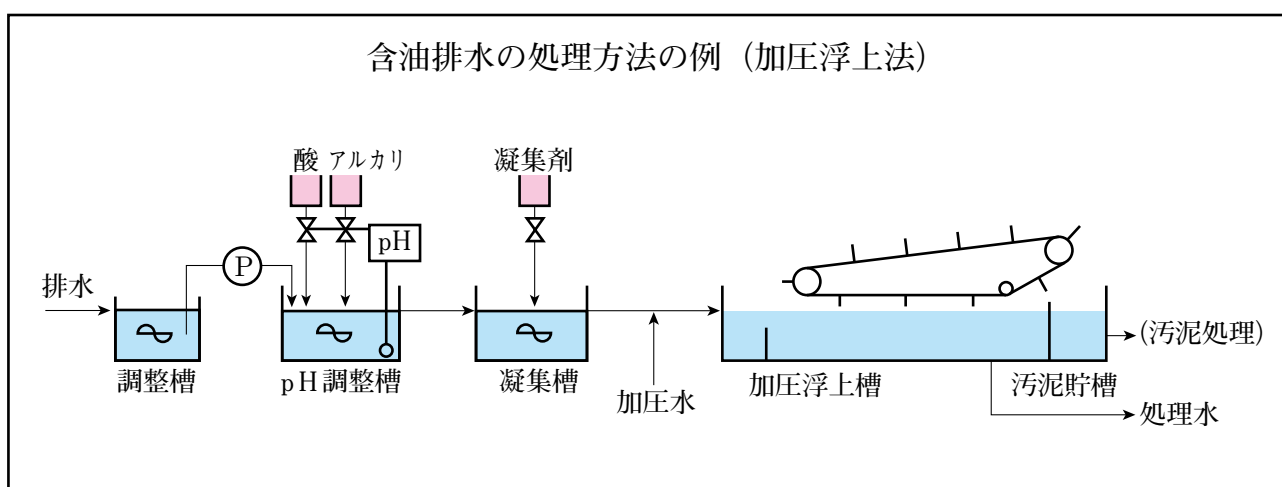 含油排水の処理方法の例（加圧浮上法）
酸 アルカリ
凝集剤
pH
P
排水
調整槽
pH調整槽
凝集槽
加圧水
加圧浮上槽
汚泥貯槽
(汚泥処理)
処理水